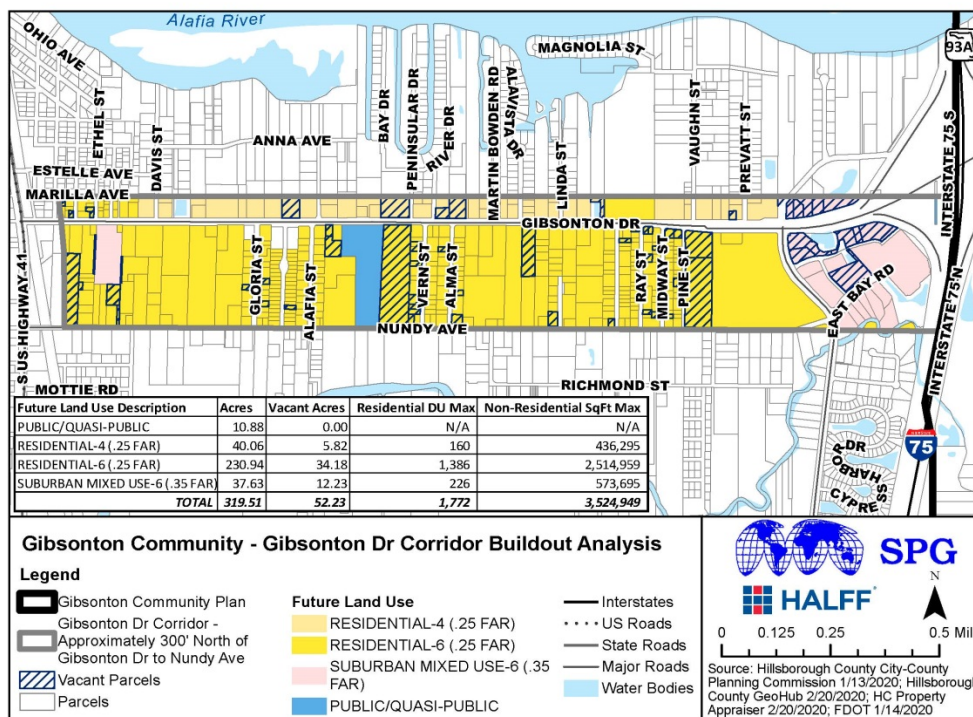 Alafia River
OHIO AVE
ETHEL ST
DAVIS ST
ESTELLE AVE
MARILLA AVE
ANNA AVE
BAY DR
PENINSULAR DR
RIVER DR
MARTIN BOWDEN RD
ALAVISTA DR
MAGNOLIA ST
LINDA ST
VAUGHN ST
PREVATT ST
93A
INTERSTATE 75 S
GIBSONTON DR
GLORIA ST
ALAFIA ST
VERN ST
ALMA ST
RAY ST
MIDWAY ST
PINE ST
EAST BAY RD
NUNDY AVE
S US HIGHWAY 41
MOTTIE RD
RICHMOND ST
INTERSTATE 75 N
75
HARBOR DR
CYPRESS
Future Land Use Description Acres Vacant Acres Residential DU Max Non-Residential SqFt Max
PUBLIC/QUASI-PUBLIC 10.88 0.00 N/A N/A
RESIDENTIAL-4 (.25 FAR) 40.06 5.82 160 436,295
RESIDENTIAL-6 (.25 FAR) 230.94 34.18 1,386 2,514,959
SUBURBAN MIXED USE-6 (.35 FAR) 37.63 12.23 226 573,695
TOTAL 319.51 52.23 1,772 3,524,949
Gibsonton Community - Gibsonton Dr Corridor Buildout Analysis
Legend
Gibsonton Community Plan
Gibsonton Dr Corridor -
Approximately 300' North of
Gibsonton Dr to Nundy Ave
Vacant Parcels
Parcels
Future Land Use
RESIDENTIAL-4 (.25 FAR)
RESIDENTIAL-6 (.25 FAR)
SUBURBAN MIXED USE-6 (.35
FAR)
PUBLIC/QUASI-PUBLIC
Interstates
US Roads
State Roads
Major Roads
Water Bodies
SPG
HALFF
N
0 0.125 0.25 0.5 Mil
Source: Hillsborough County City-County
Planning Commission 1/13/2020; Hillsborough
County GeoHub 2/20/2020; HC Property
Appraiser 2/20/2020; FDOT 1/14/2020